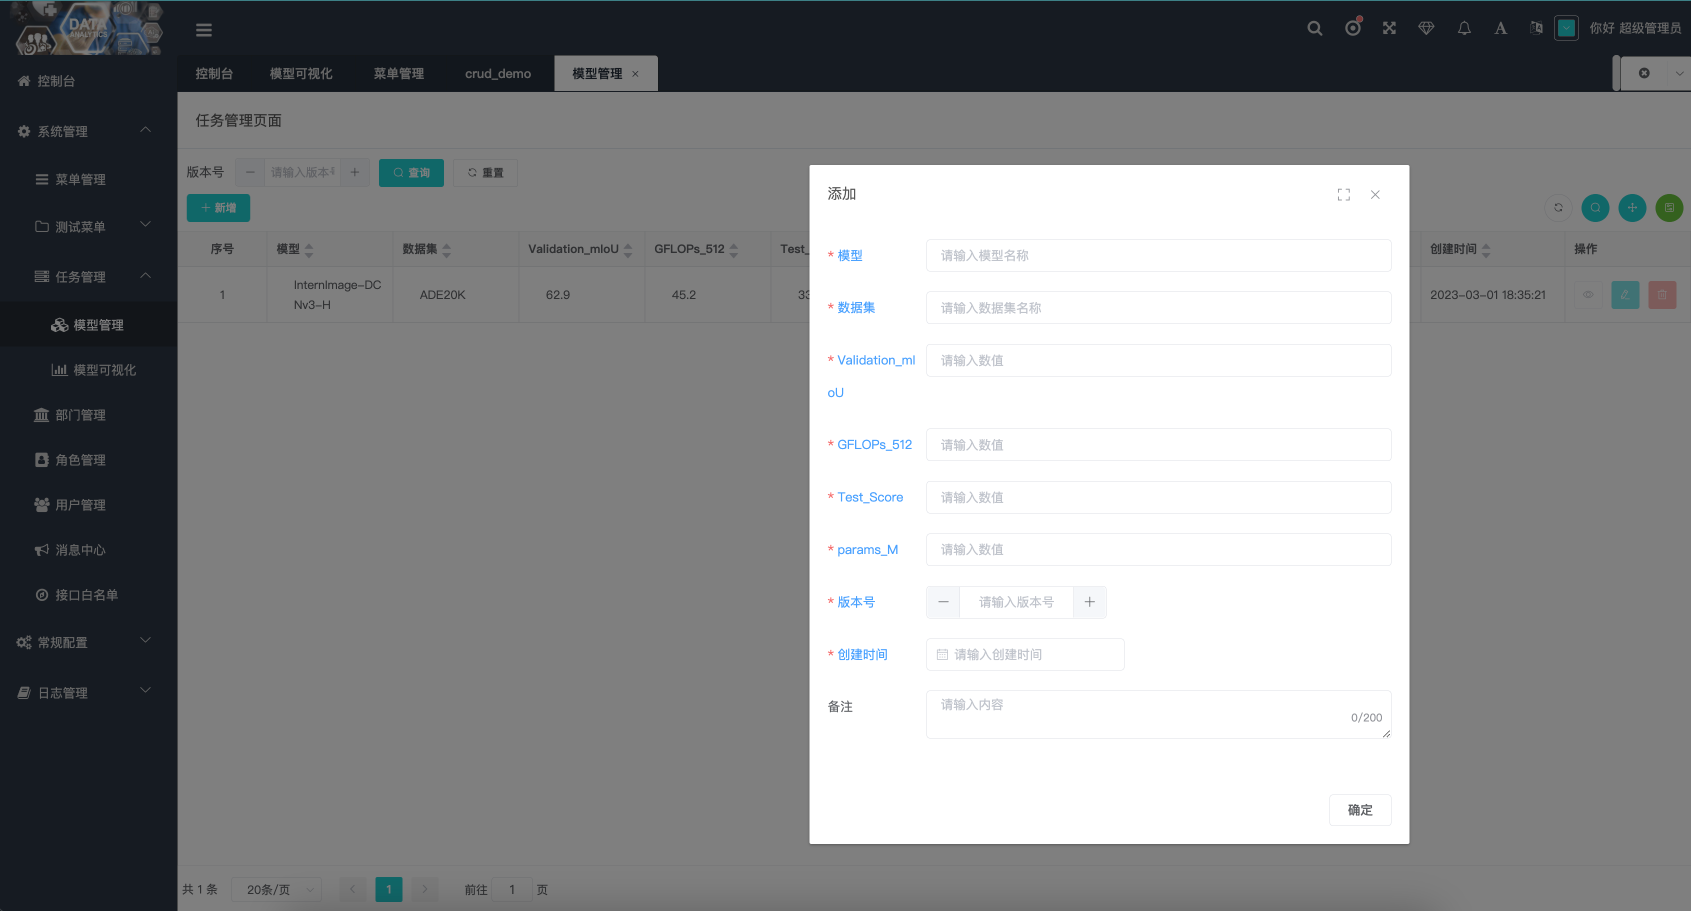 DATA
ANALYTICS
你好 超级管理员
控制台
模型可视化
菜单管理
crud_demo
模型管理
控制台
系统管理
菜单管理
测试菜单
任务管理
模型管理
模型可视化
部门管理
角色管理
用户管理
消息中心
接口白名单
常规配置
日志管理
任务管理页面
版本号
请输入版本号
查询
重置
新增
序号
模型
数据集
Validation_mIoU
GFLOPs_512
Test_
创建时间
操作
1
InternImage-DC
Nv3-H
ADE20K
62.9
45.2
33
2023-03-01 18:35:21
添加
* 模型
请输入模型名称
* 数据集
请输入数据集名称
* Validation_mI
oU
请输入数值
* GFLOPs_512
请输入数值
* Test_Score
请输入数值
* params_M
请输入数值
* 版本号
请输入版本号
* 创建时间
请输入创建时间
备注
请输入内容
0/200
确定
共 1 条
20条/页
1
前往
1
页